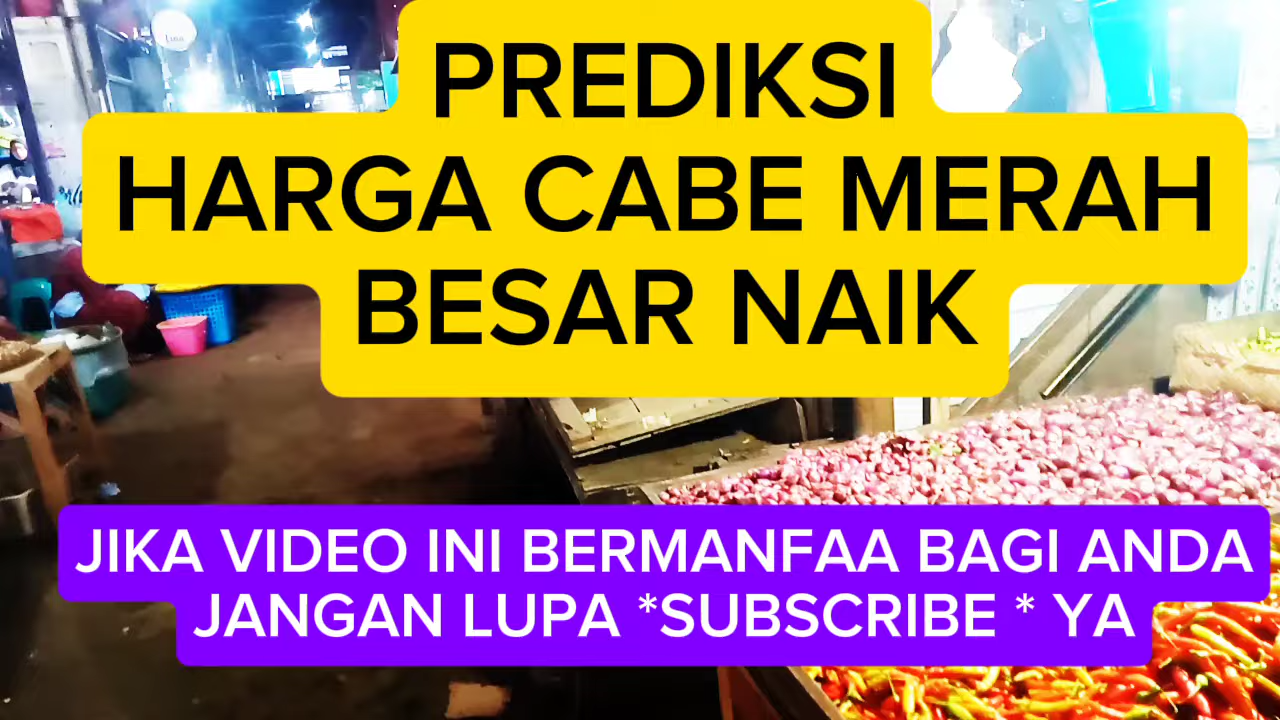 PREDIKSI
HARGA CABE MERAH
BESAR NAIK
JIKA VIDEO INI BERMANFAA BAGI ANDA
JANGAN LUPA *SUBSCRIBE * YA